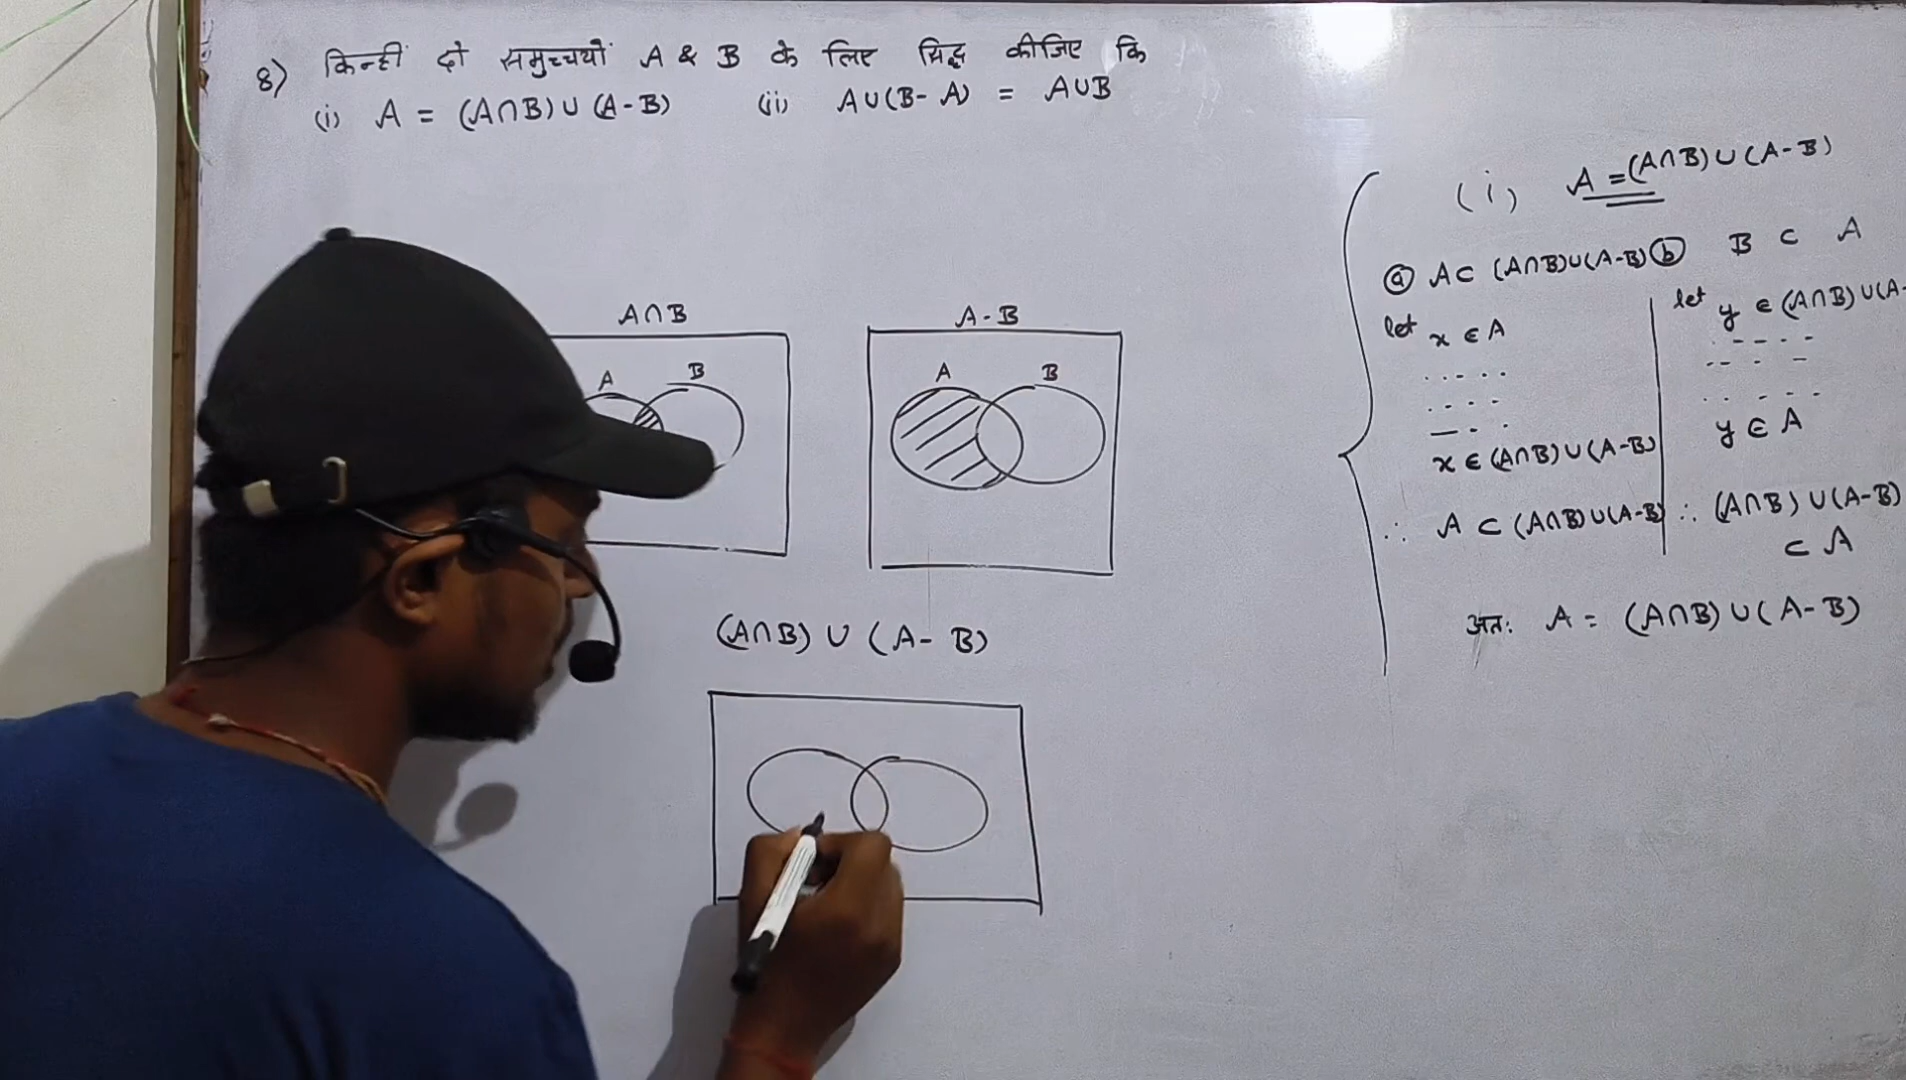 8) किन्हीं दो समुच्चयों A & B के लिए सिद्ध कीजिए कि
(i) A = (A∩B)∪(A-B) (ii) A∪(B-A) = A∪B
A∩B
A B
A-B
A B
(A∩B) ∪ (A-B)
(i) A = (A∩B)∪(A-B)
ⓐ A⊂ (A∩B)∪(A-B)
let x ∈ A
x ∈ (A∩B)∪(A-B)
∴ A ⊂ (A∩B)∪(A-B)
ⓑ B ⊂ A
let y ∈ (A∩B)∪(A-
y ∈ A
∴ (A∩B) ∪(A-B)
⊂ A
अतः A = (A∩B)∪(A-B)